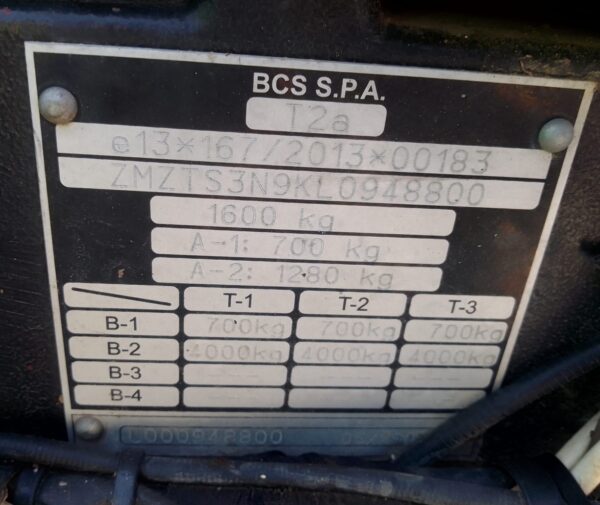 BCS S.P.A.
T2a
e13*167/2013*00183
ZMZTS3N9KL0948800
1600 kg
A-1: 700 kg
A-2: 1280 kg
T-1 T-2 T-3
B-1 700kg 700kg 700kg
B-2 4000kg 4000kg 4000kg
B-3 --- --- ---
B-4 --- --- ---